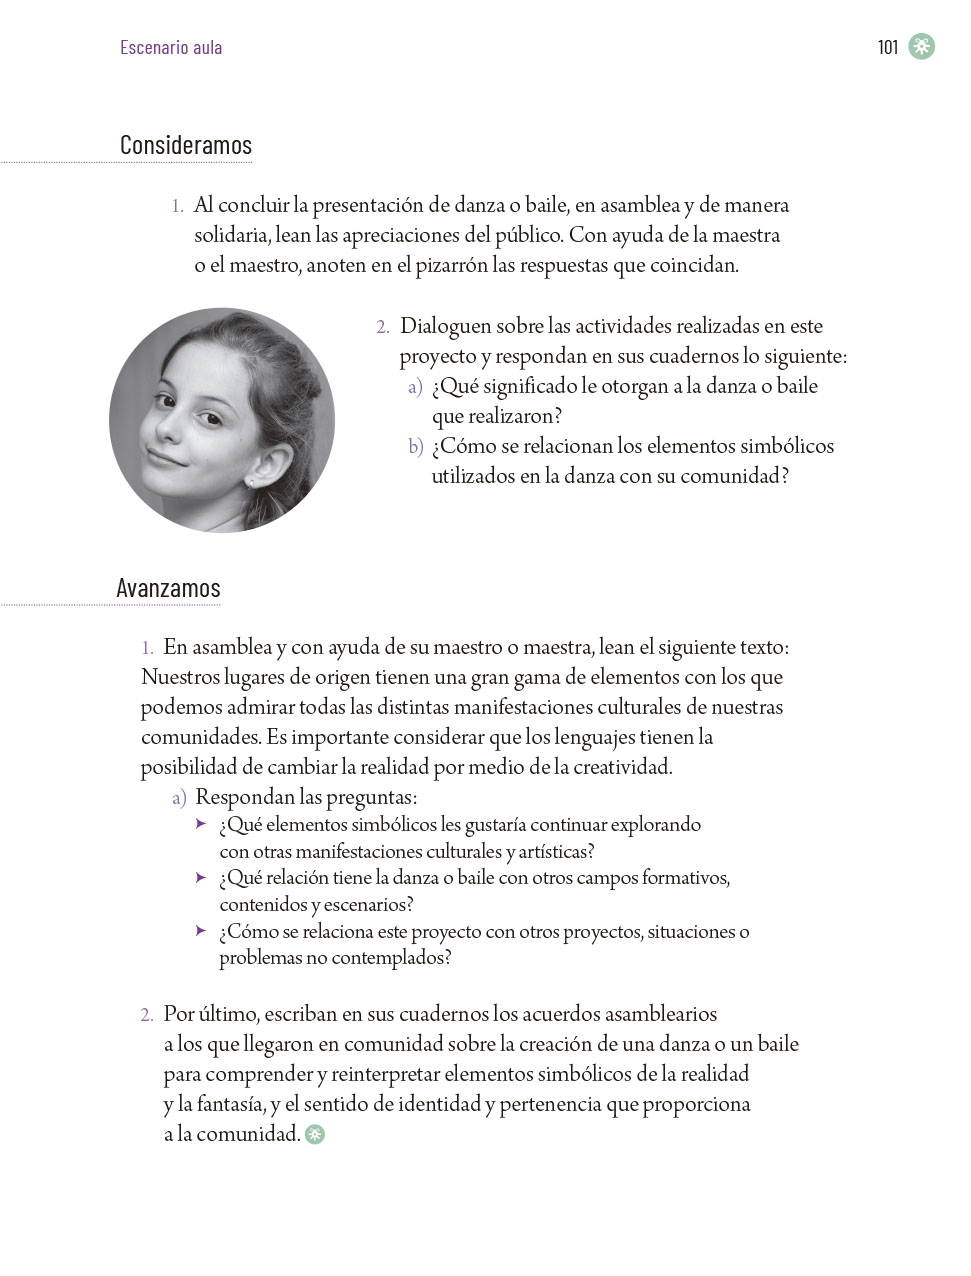 Escenario aula
101
Consideramos
1. Al concluir la presentación de danza o baile, en asamblea y de manera
solidaria, lean las apreciaciones del público. Con ayuda de la maestra
o el maestro, anoten en el pizarrón las respuestas que coincidan.
2. Dialoguen sobre las actividades realizadas en este
proyecto y respondan en sus cuadernos lo siguiente:
a) ¿Qué significado le otorgan a la danza o baile
que realizaron?
b) ¿Cómo se relacionan los elementos simbólicos
utilizados en la danza con su comunidad?
Avanzamos
1. En asamblea y con ayuda de su maestro o maestra, lean el siguiente texto:
Nuestros lugares de origen tienen una gran gama de elementos con los que
podemos admirar todas las distintas manifestaciones culturales de nuestras
comunidades. Es importante considerar que los lenguajes tienen la
posibilidad de cambiar la realidad por medio de la creatividad.
a) Respondan las preguntas:
➤ ¿Qué elementos simbólicos les gustaría continuar explorando
con otras manifestaciones culturales y artísticas?
➤ ¿Qué relación tiene la danza o baile con otros campos formativos,
contenidos y escenarios?
➤ ¿Cómo se relaciona este proyecto con otros proyectos, situaciones o
problemas no contemplados?
2. Por último, escriban en sus cuadernos los acuerdos asamblearios
a los que llegaron en comunidad sobre la creación de una danza o un baile
para comprender y reinterpretar elementos simbólicos de la realidad
y la fantasía, y el sentido de identidad y pertenencia que proporciona
a la comunidad.